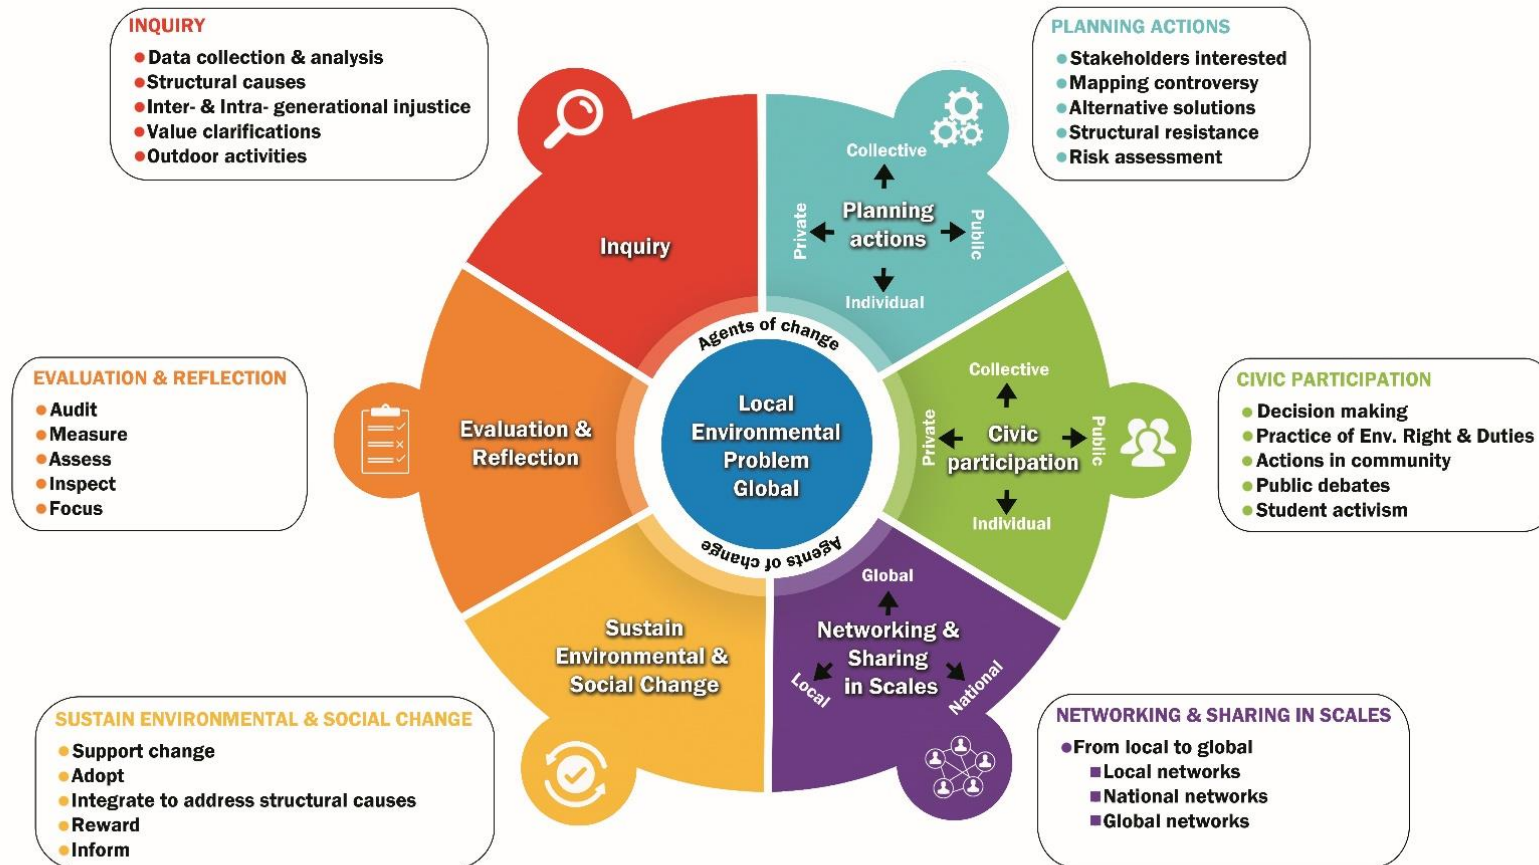 INQUIRY
Data collection & analysis
Structural causes
Inter- & Intra- generational injustice
Value clarifications
Outdoor activities
PLANNING ACTIONS
Stakeholders interested
Mapping controversy
Alternative solutions
Structural resistance
Risk assessment
Inquiry
Collective
Private
Planning
actions
Public
Individual
EVALUATION & REFLECTION
Audit
Measure
Assess
Inspect
Focus
Evaluation &
Reflection
Agents of change
Local
Environmental
Problem
Global
Agents of change
Collective
Private
Civic
participation
Public
Individual
CIVIC PARTICIPATION
Decision making
Practice of Env. Right & Duties
Actions in community
Public debates
Student activism
Sustain
Environmental &
Social Change
Global
Networking &
Sharing
in Scales
Local
National
SUSTAIN ENVIRONMENTAL & SOCIAL CHANGE
Support change
Adopt
Integrate to address structural causes
Reward
Inform
NETWORKING & SHARING IN SCALES
From local to global
Local networks
National networks
Global networks